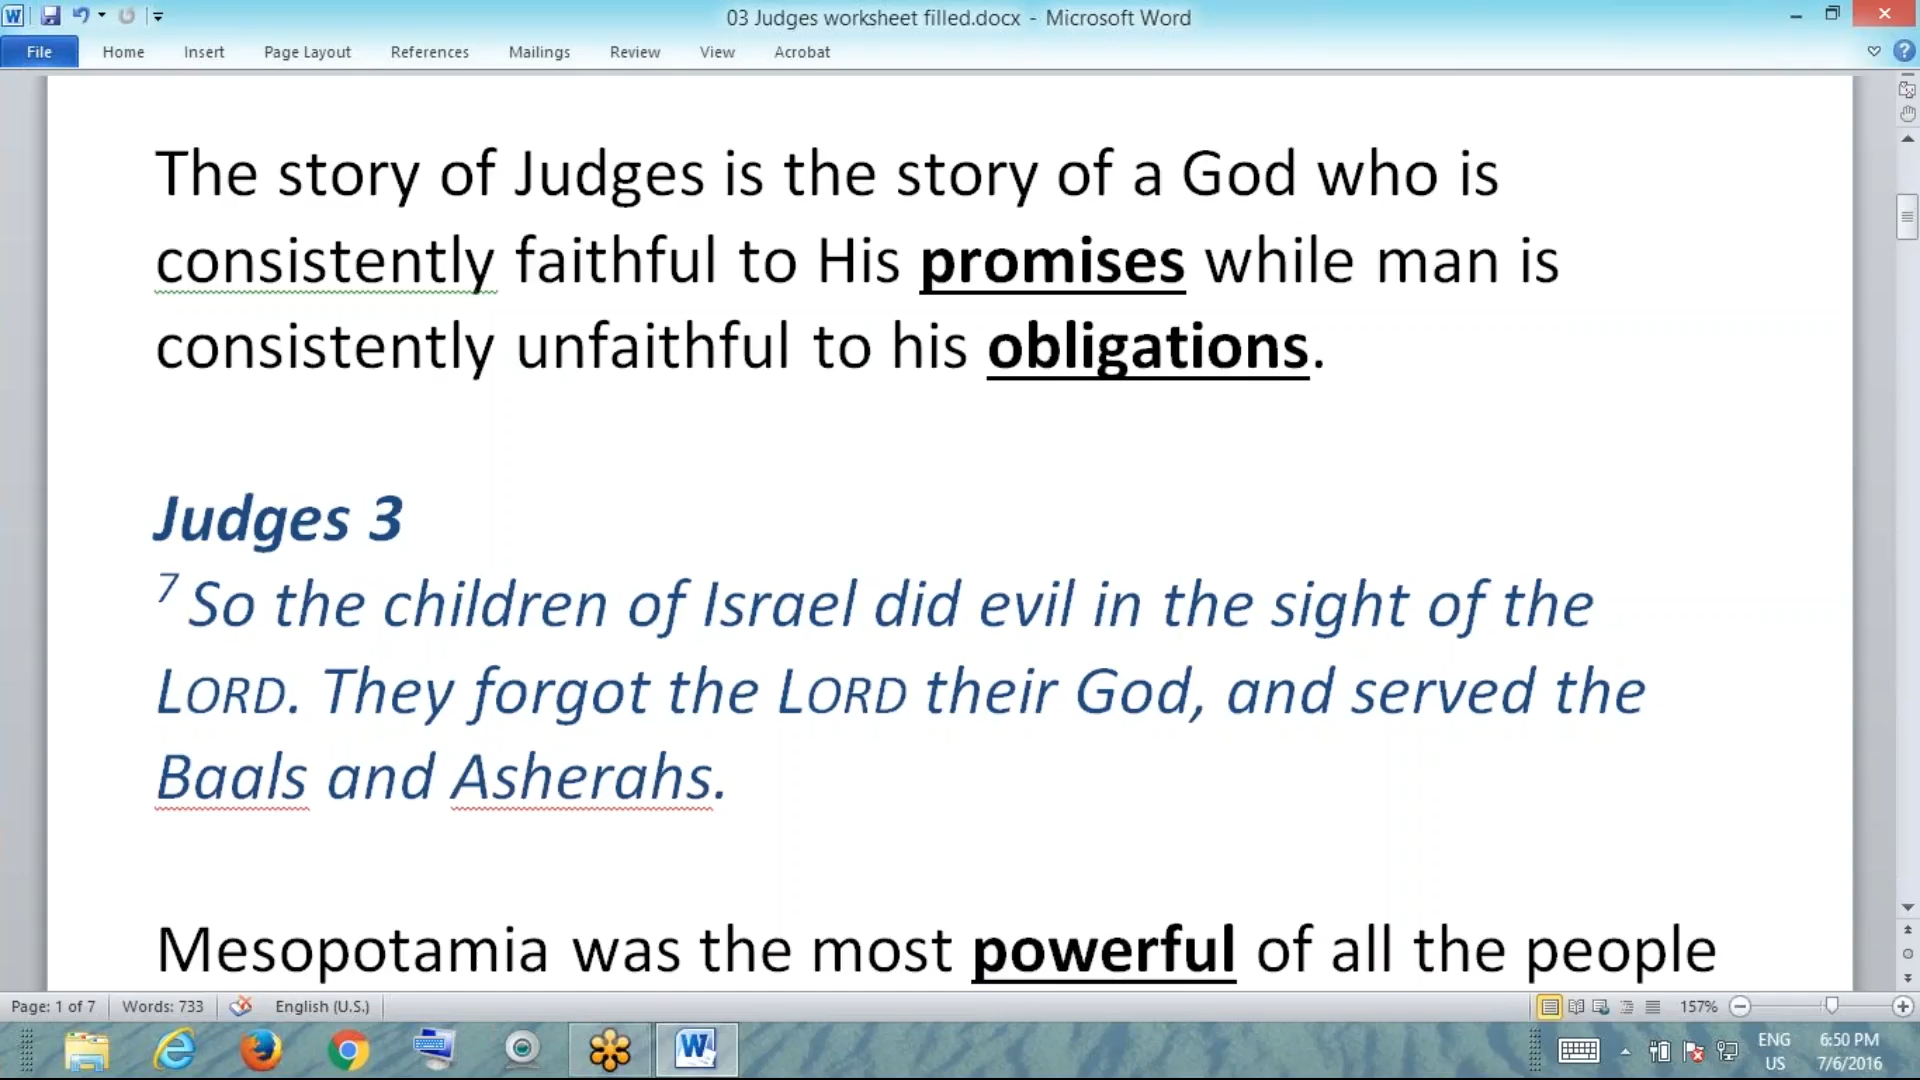 03 Judges worksheet filled.docx - Microsoft Word
File Home Insert Page Layout References Mailings Review View Acrobat
The story of Judges is the story of a God who is
consistently faithful to His promises while man is
consistently unfaithful to his obligations.
Judges 3
7 So the children of Israel did evil in the sight of the
LORD. They forgot the LORD their God, and served the
Baals and Asherahs.
Mesopotamia was the most powerful of all the people
Page: 1 of 7 Words: 733 English (U.S.) 157%
ENG 6:50 PM
US 7/6/2016